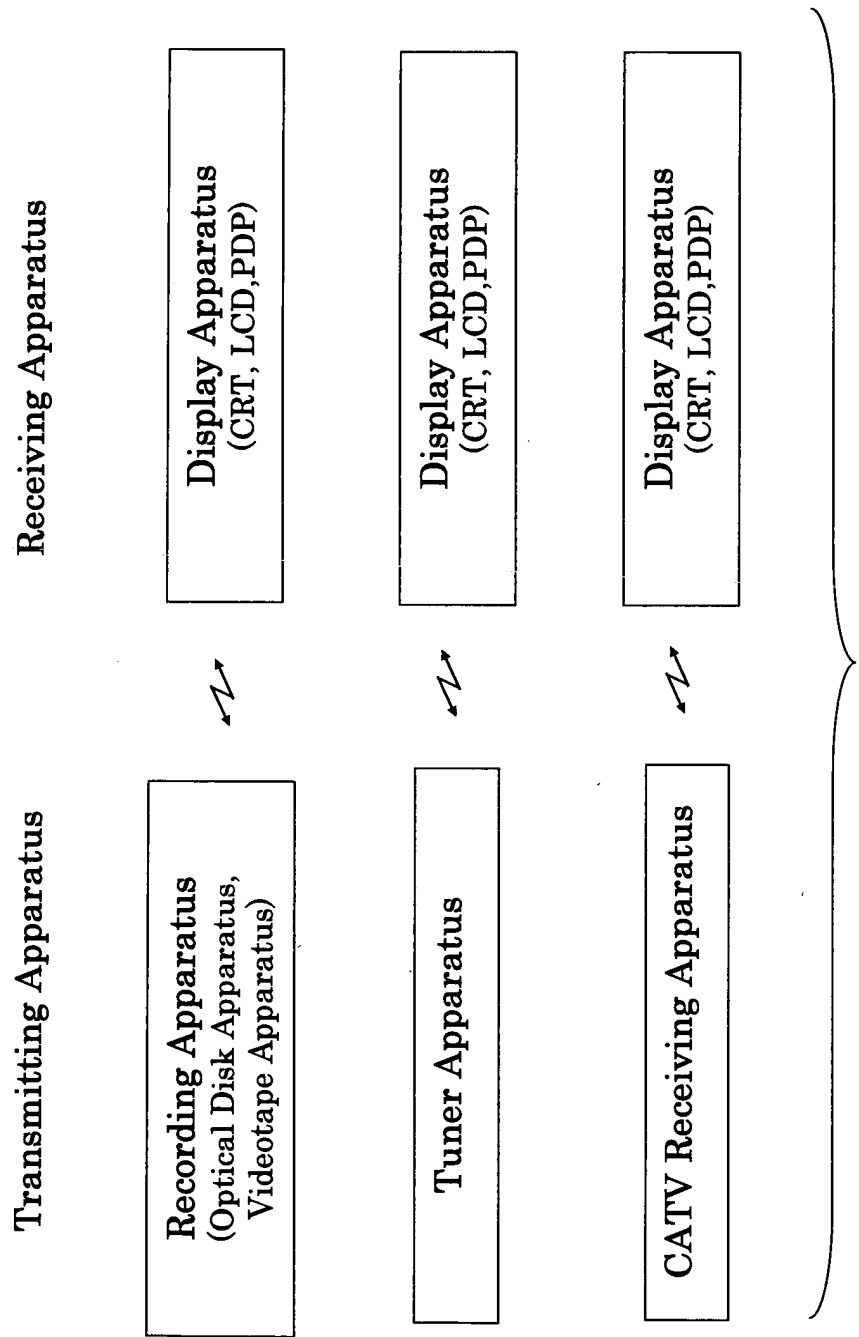 Transmitting Apparatus
Receiving Apparatus
Recording Apparatus
(Optical Disk Apparatus,
Videotape Apparatus)
Display Apparatus
(CRT, LCD,PDP)
Tuner Apparatus
Display Apparatus
(CRT, LCD,PDP)
CATV Receiving Apparatus
Display Apparatus
(CRT, LCD,PDP)